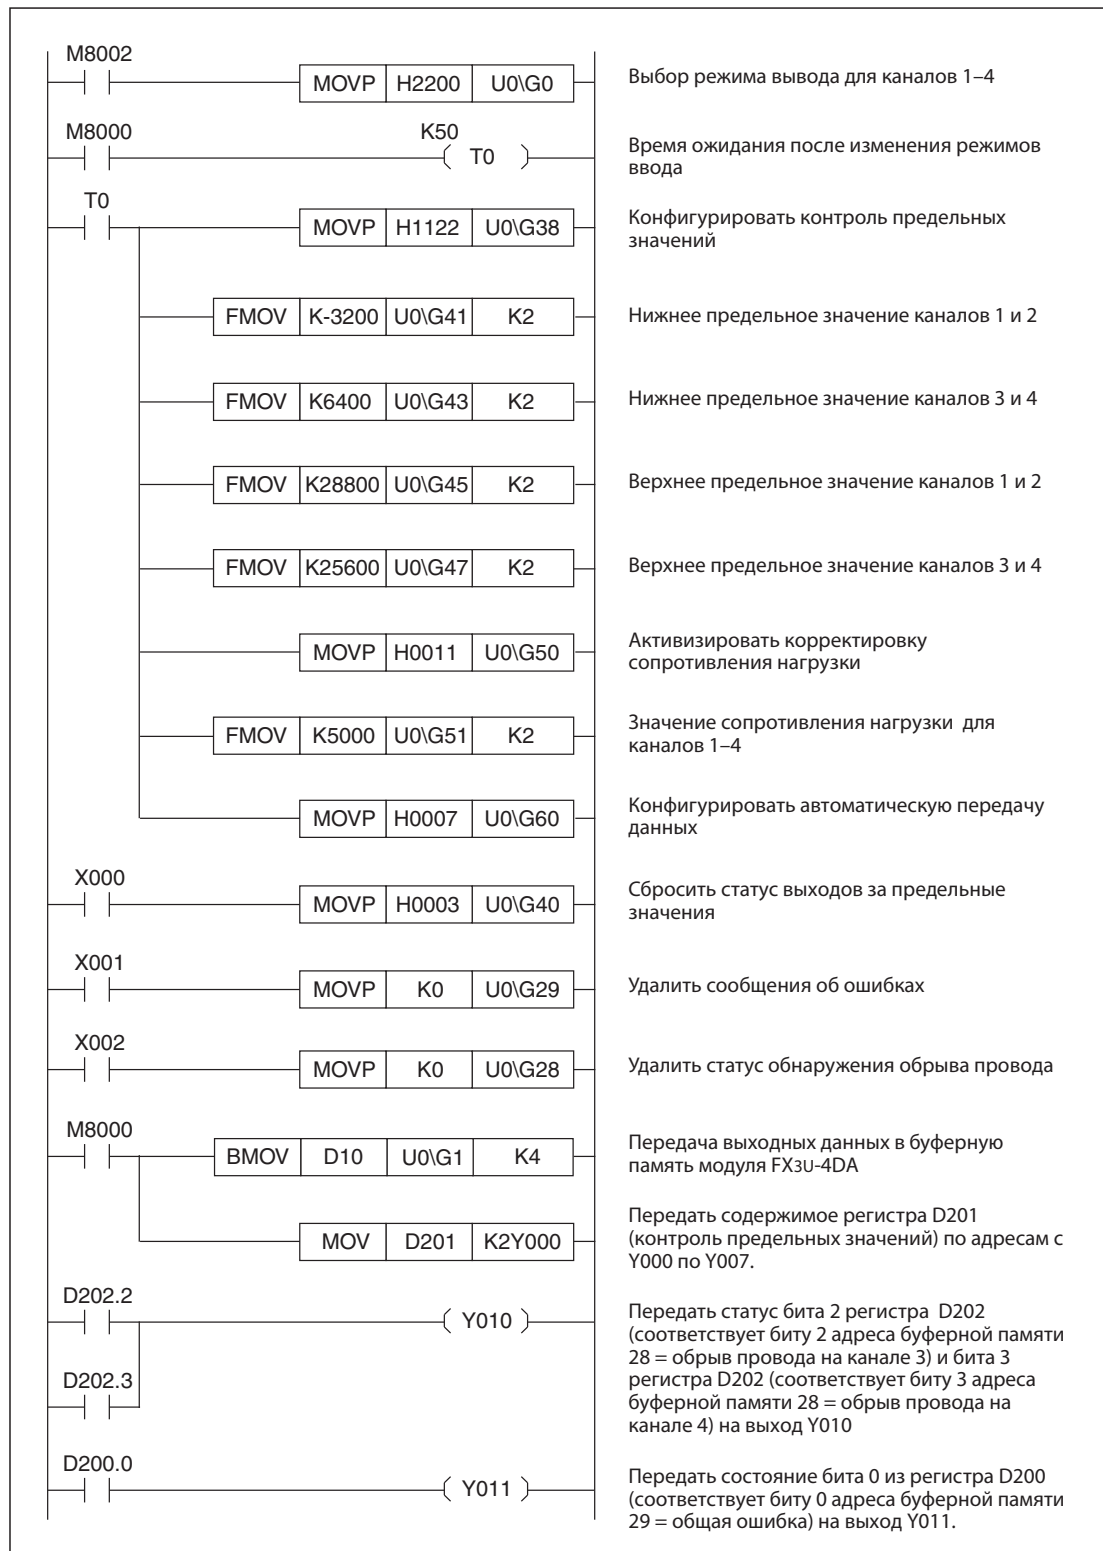 M8002
MOVP H2200 U0\G0
Выбор режима вывода для каналов 1–4
M8000
K50
T0
Время ожидания после изменения режимов
ввода
T0
MOVP H1122 U0\G38
Конфигурировать контроль предельных
значений
FMOV K-3200 U0\G41 K2
Нижнее предельное значение каналов 1 и 2
FMOV K6400 U0\G43 K2
Нижнее предельное значение каналов 3 и 4
FMOV K28800 U0\G45 K2
Верхнее предельное значение каналов 1 и 2
FMOV K25600 U0\G47 K2
Верхнее предельное значение каналов 3 и 4
MOVP H0011 U0\G50
Активизировать корректировку
сопротивления нагрузки
FMOV K5000 U0\G51 K2
Значение сопротивления нагрузки для
каналов 1–4
MOVP H0007 U0\G60
Конфигурировать автоматическую передачу
данных
X000
MOVP H0003 U0\G40
Сбросить статус выходов за предельные
значения
X001
MOVP K0 U0\G29
Удалить сообщения об ошибках
X002
MOVP K0 U0\G28
Удалить статус обнаружения обрыва провода
M8000
BMOV D10 U0\G1 K4
Передача выходных данных в буферную
память модуля FX3U-4DA
MOV D201 K2Y000
Передать содержимое регистра D201
(контроль предельных значений) по адресам с
Y000 по Y007.
D202.2
Y010
D202.3
Передать статус бита 2 регистра D202
(соответствует биту 2 адреса буферной памяти
28 = обрыв провода на канале 3) и бита 3
регистра D202 (соответствует биту 3 адреса
буферной памяти 28 = обрыв провода на
канале 4) на выход Y010
D200.0
Y011
Передать состояние бита 0 из регистра D200
(соответствует биту 0 адреса буферной памяти
29 = общая ошибка) на выход Y011.